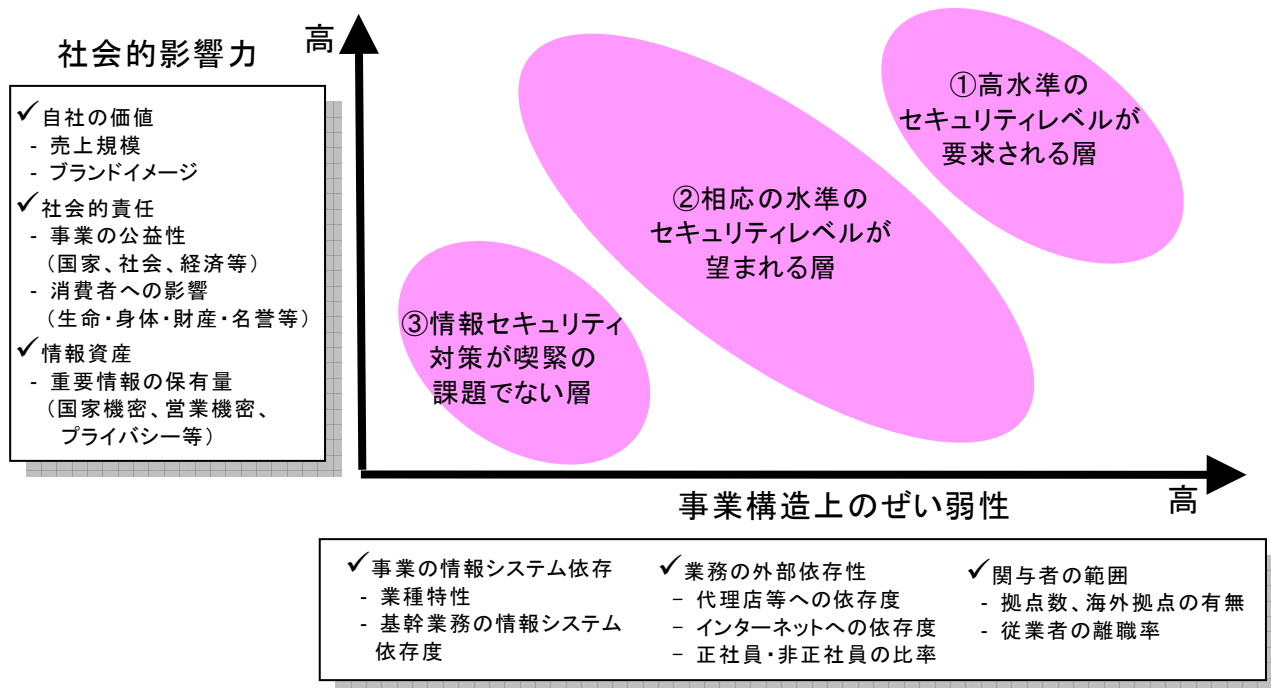 社会的影響力
高
✓自社の価値
- 売上規模
- ブランドイメージ
✓社会的責任
- 事業の公益性
（国家、社会、経済等）
- 消費者への影響
（生命・身体・財産・名誉等）
✓情報資産
- 重要情報の保有量
（国家機密、営業機密、
プライバシー等）
①高水準の
セキュリティレベルが
要求される層
②相応の水準の
セキュリティレベルが
望まれる層
③情報セキュリティ
対策が喫緊の
課題でない層
事業構造上のぜい弱性
高
✓事業の情報システム依存
- 業種特性
- 基幹業務の情報システム
依存度
✓業務の外部依存性
− 代理店等への依存度
− インターネットへの依存度
− 正社員・非正社員の比率
✓関与者の範囲
- 拠点数、海外拠点の有無
- 従業者の離職率